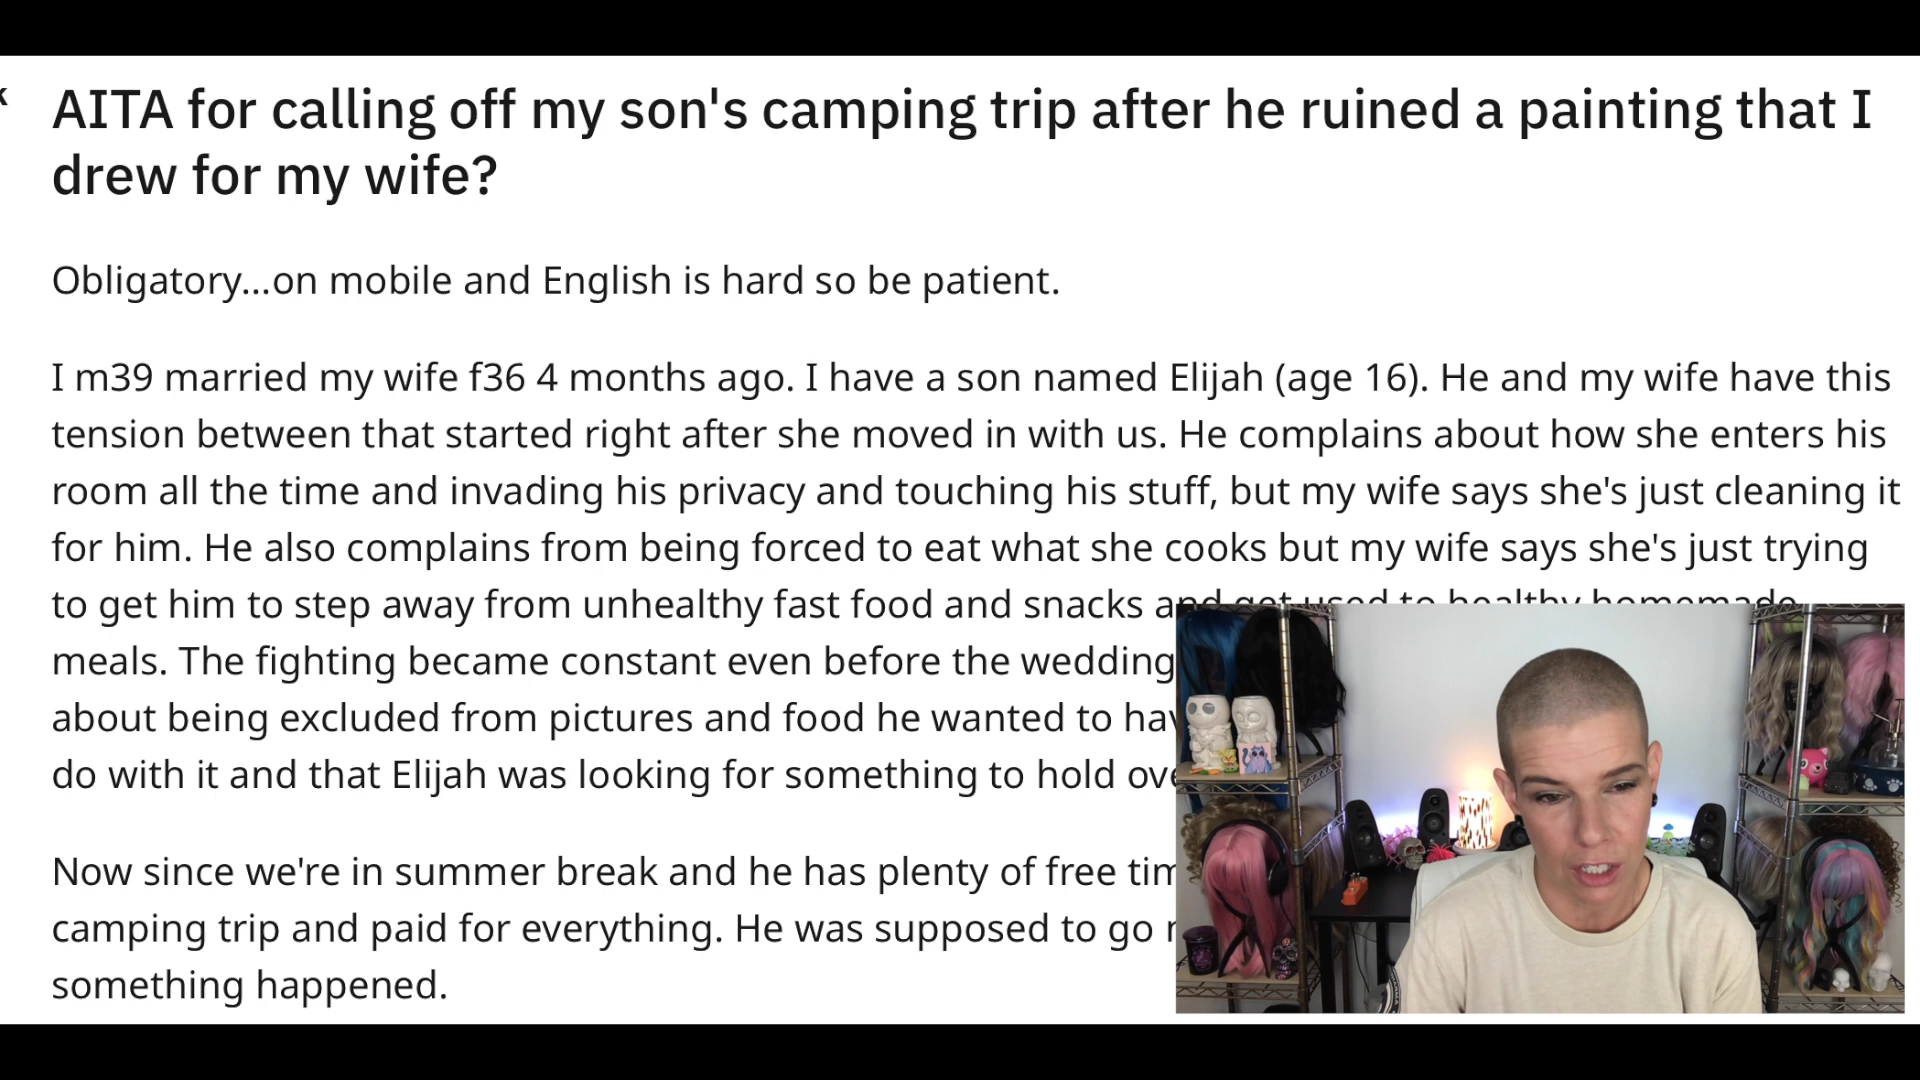 AITA for calling off my son's camping trip after he ruined a painting that I
drew for my wife?
Obligatory...on mobile and English is hard so be patient.
I m39 married my wife f36 4 months ago. I have a son named Elijah (age 16). He and my wife have this
tension between that started right after she moved in with us. He complains about how she enters his
room all the time and invading his privacy and touching his stuff, but my wife says she's just cleaning it
for him. He also complains from being forced to eat what she cooks but my wife says she's just trying
to get him to step away from unhealthy fast food and snacks and get used to healthy homemade
meals. The fighting became constant even before the wedding
about being excluded from pictures and food he wanted to hav
do with it and that Elijah was looking for something to hold ove
Now since we're in summer break and he has plenty of free tim
camping trip and paid for everything. He was supposed to go
something happened.